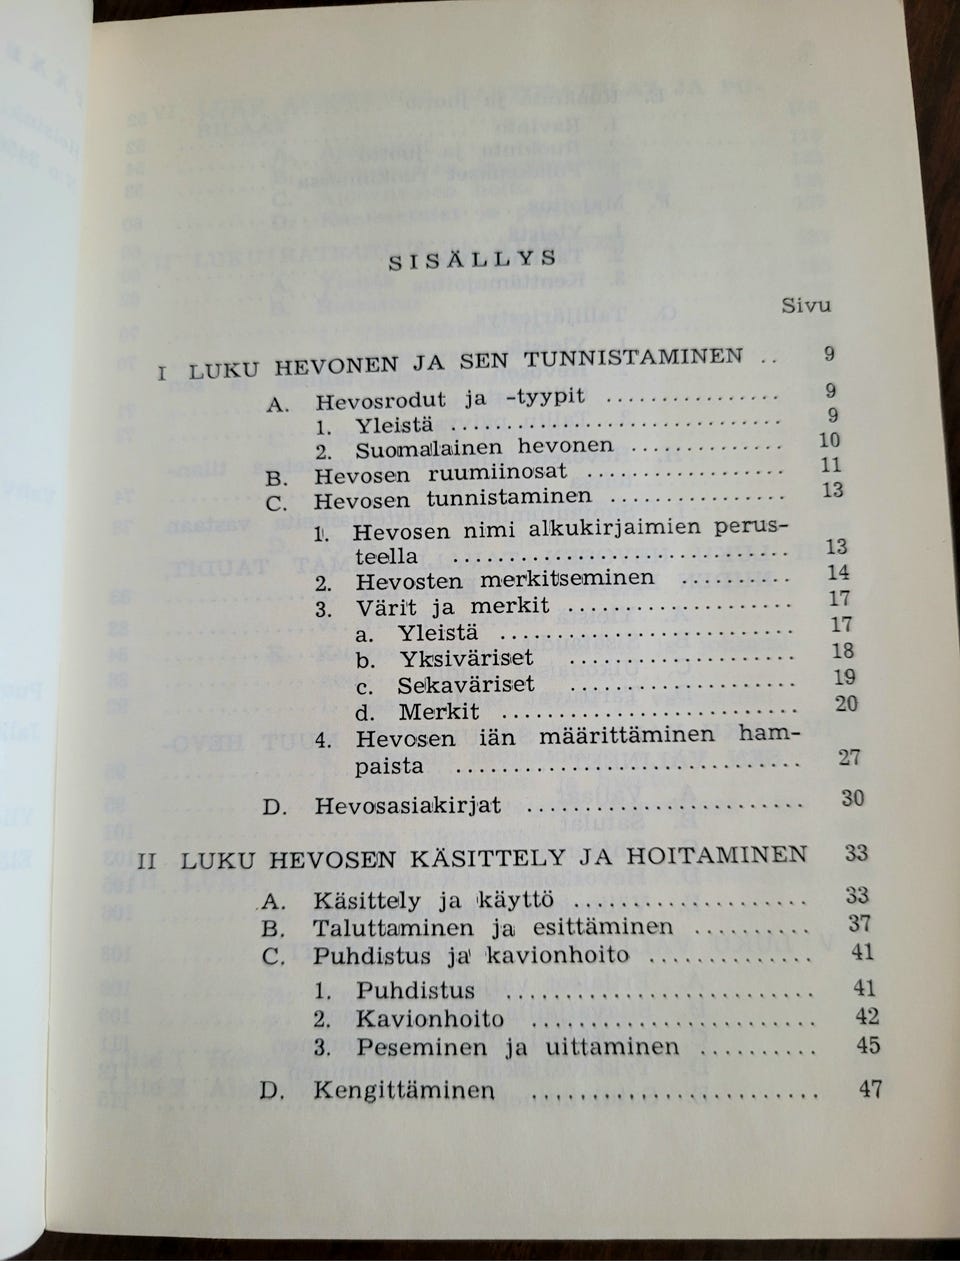 SISÄLLYS
Sivu
I LUKU HEVONEN JA SEN TUNNISTAMINEN .. 9
A. Hevosrodut ja -tyypit ................ 9
1. Yleistä .............................. 9
2. Suomalainen hevonen ................ 10
B. Hevosen ruumiinosat .................. 11
C. Hevosen tunnistaminen ................ 13
1. Hevosen nimi alkukirjaimien perus-
teella .............................. 13
2. Hevosten merkitseminen .......... 14
3. Värit ja merkit .................... 17
a. Yleistä .......................... 17
b. Yksiväriset .................... 18
c. Sekaväriset .................... 19
d. Merkit .......................... 20
4. Hevosen iän määrittäminen ham-
paista .............................. 27
D. Hevosasiakirjat ........................ 30
II LUKU HEVOSEN KÄSITTELY JA HOITAMINEN 33
A. Käsittely ja käyttö .................... 33
B. Taluttaminen ja esittäminen .......... 37
C. Puhdistus ja kavionhoito .............. 41
1. Puhdistus .......................... 41
2. Kavionhoito ........................ 42
3. Peseminen ja uittaminen .......... 45
D. Kengittäminen ........................ 47